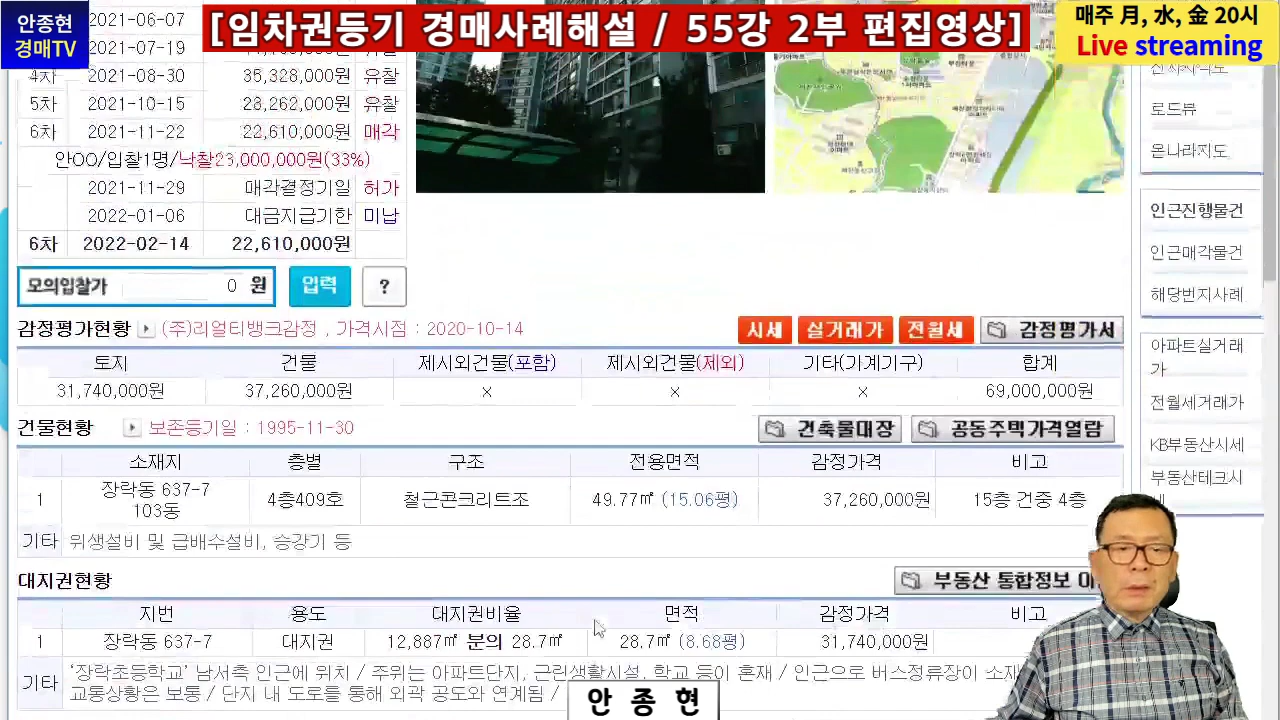 안종현
경매TV
[임차권등기 경매사례해설 / 55강 2부 편집영상]
매주 月, 水, 金 20시
Live streaming
2021-06-07
2021-07-19
4차 2021-08-30 유찰
5차 2021-10-15 28,262,000원 유찰
6차 2021-11-22 22,610,000원 매각
안OO/입찰1명/낙찰23,000,000원(33%)
2021-11-29 매각결정기일 허가
2022-01-06 대금지급기한 미납
6차 2022-02-14 22,610,000원
모의입찰가 0 원 입력 ?
로드뷰
온나라지도
인근진행물건
인근매각물건
해당번지사례
아파트실거래
가
전월세거래가
KB부동산시세
부동산테크시
감정평가현황 (주)리얼티뱅크감정 , 가격시점 : 2020-10-14
시세 실거래가 전월세 감정평가서
토지 건물 제시외건물(포함) 제시외건물(제외) 기타(기계기구) 합계
31,740,000원 37,260,000원 × × × 69,000,000원
건물현황 보존등기일 : 1995-11-30
건축물대장 공동주택가격열람
소재지 층별 구조 전용면적 감정가격 비고
1 장락동 637-7 4층409호 철근콘크리트조 49.77㎡ (15.06평) 37,260,000원 15층 건중 4층
103동
기타 위생설비 및 급배수설비, 승강기 등
대지권현황 부동산 통합정보
지번 용도 대지권비율 면적 감정가격 비고
1 장락동 637-7 대지권 12,887㎡ 분의 28.7㎡ 28.7㎡ (8.68평) 31,740,000원
기타 '장락초등학교' 남서측 인근에 위치 / 주위는 아파트단지, 근린생활시설, 학교 등이 혼재 / 인근으로 버스정류장이 소재
교통상황은 보통 / 단지 내 도로를 통해 외곽 공도와 연계됨 /
안 종 현